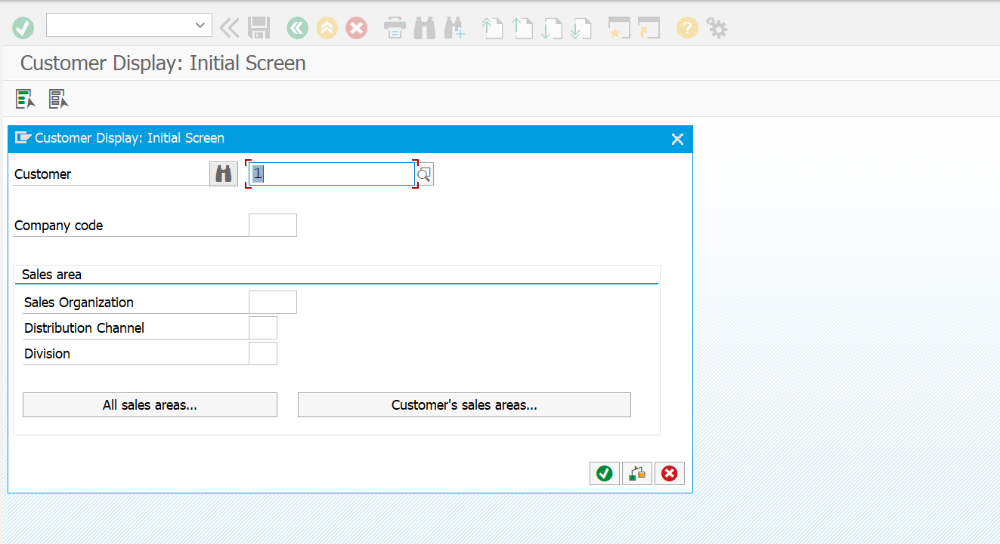 Customer Display: Initial Screen
Customer Display: Initial Screen
Customer 1
Company code
Sales area
Sales Organization
Distribution Channel
Division
All sales areas... Customer's sales areas...